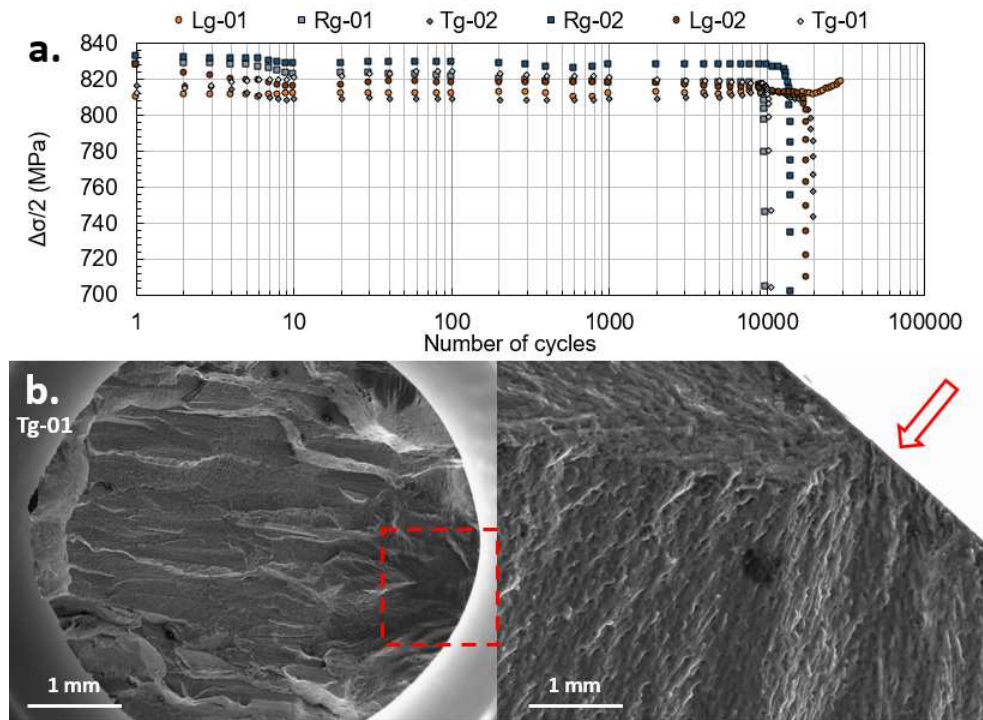 Lg-01 Rg-01 Tg-02 Rg-02 Lg-02 Tg-01
a.
840
820
800
780
760
740
720
700
Δσ/2 (MPa)
1 10 100 1000 10000 100000
Number of cycles
b.
Tg-01
1 mm
1 mm